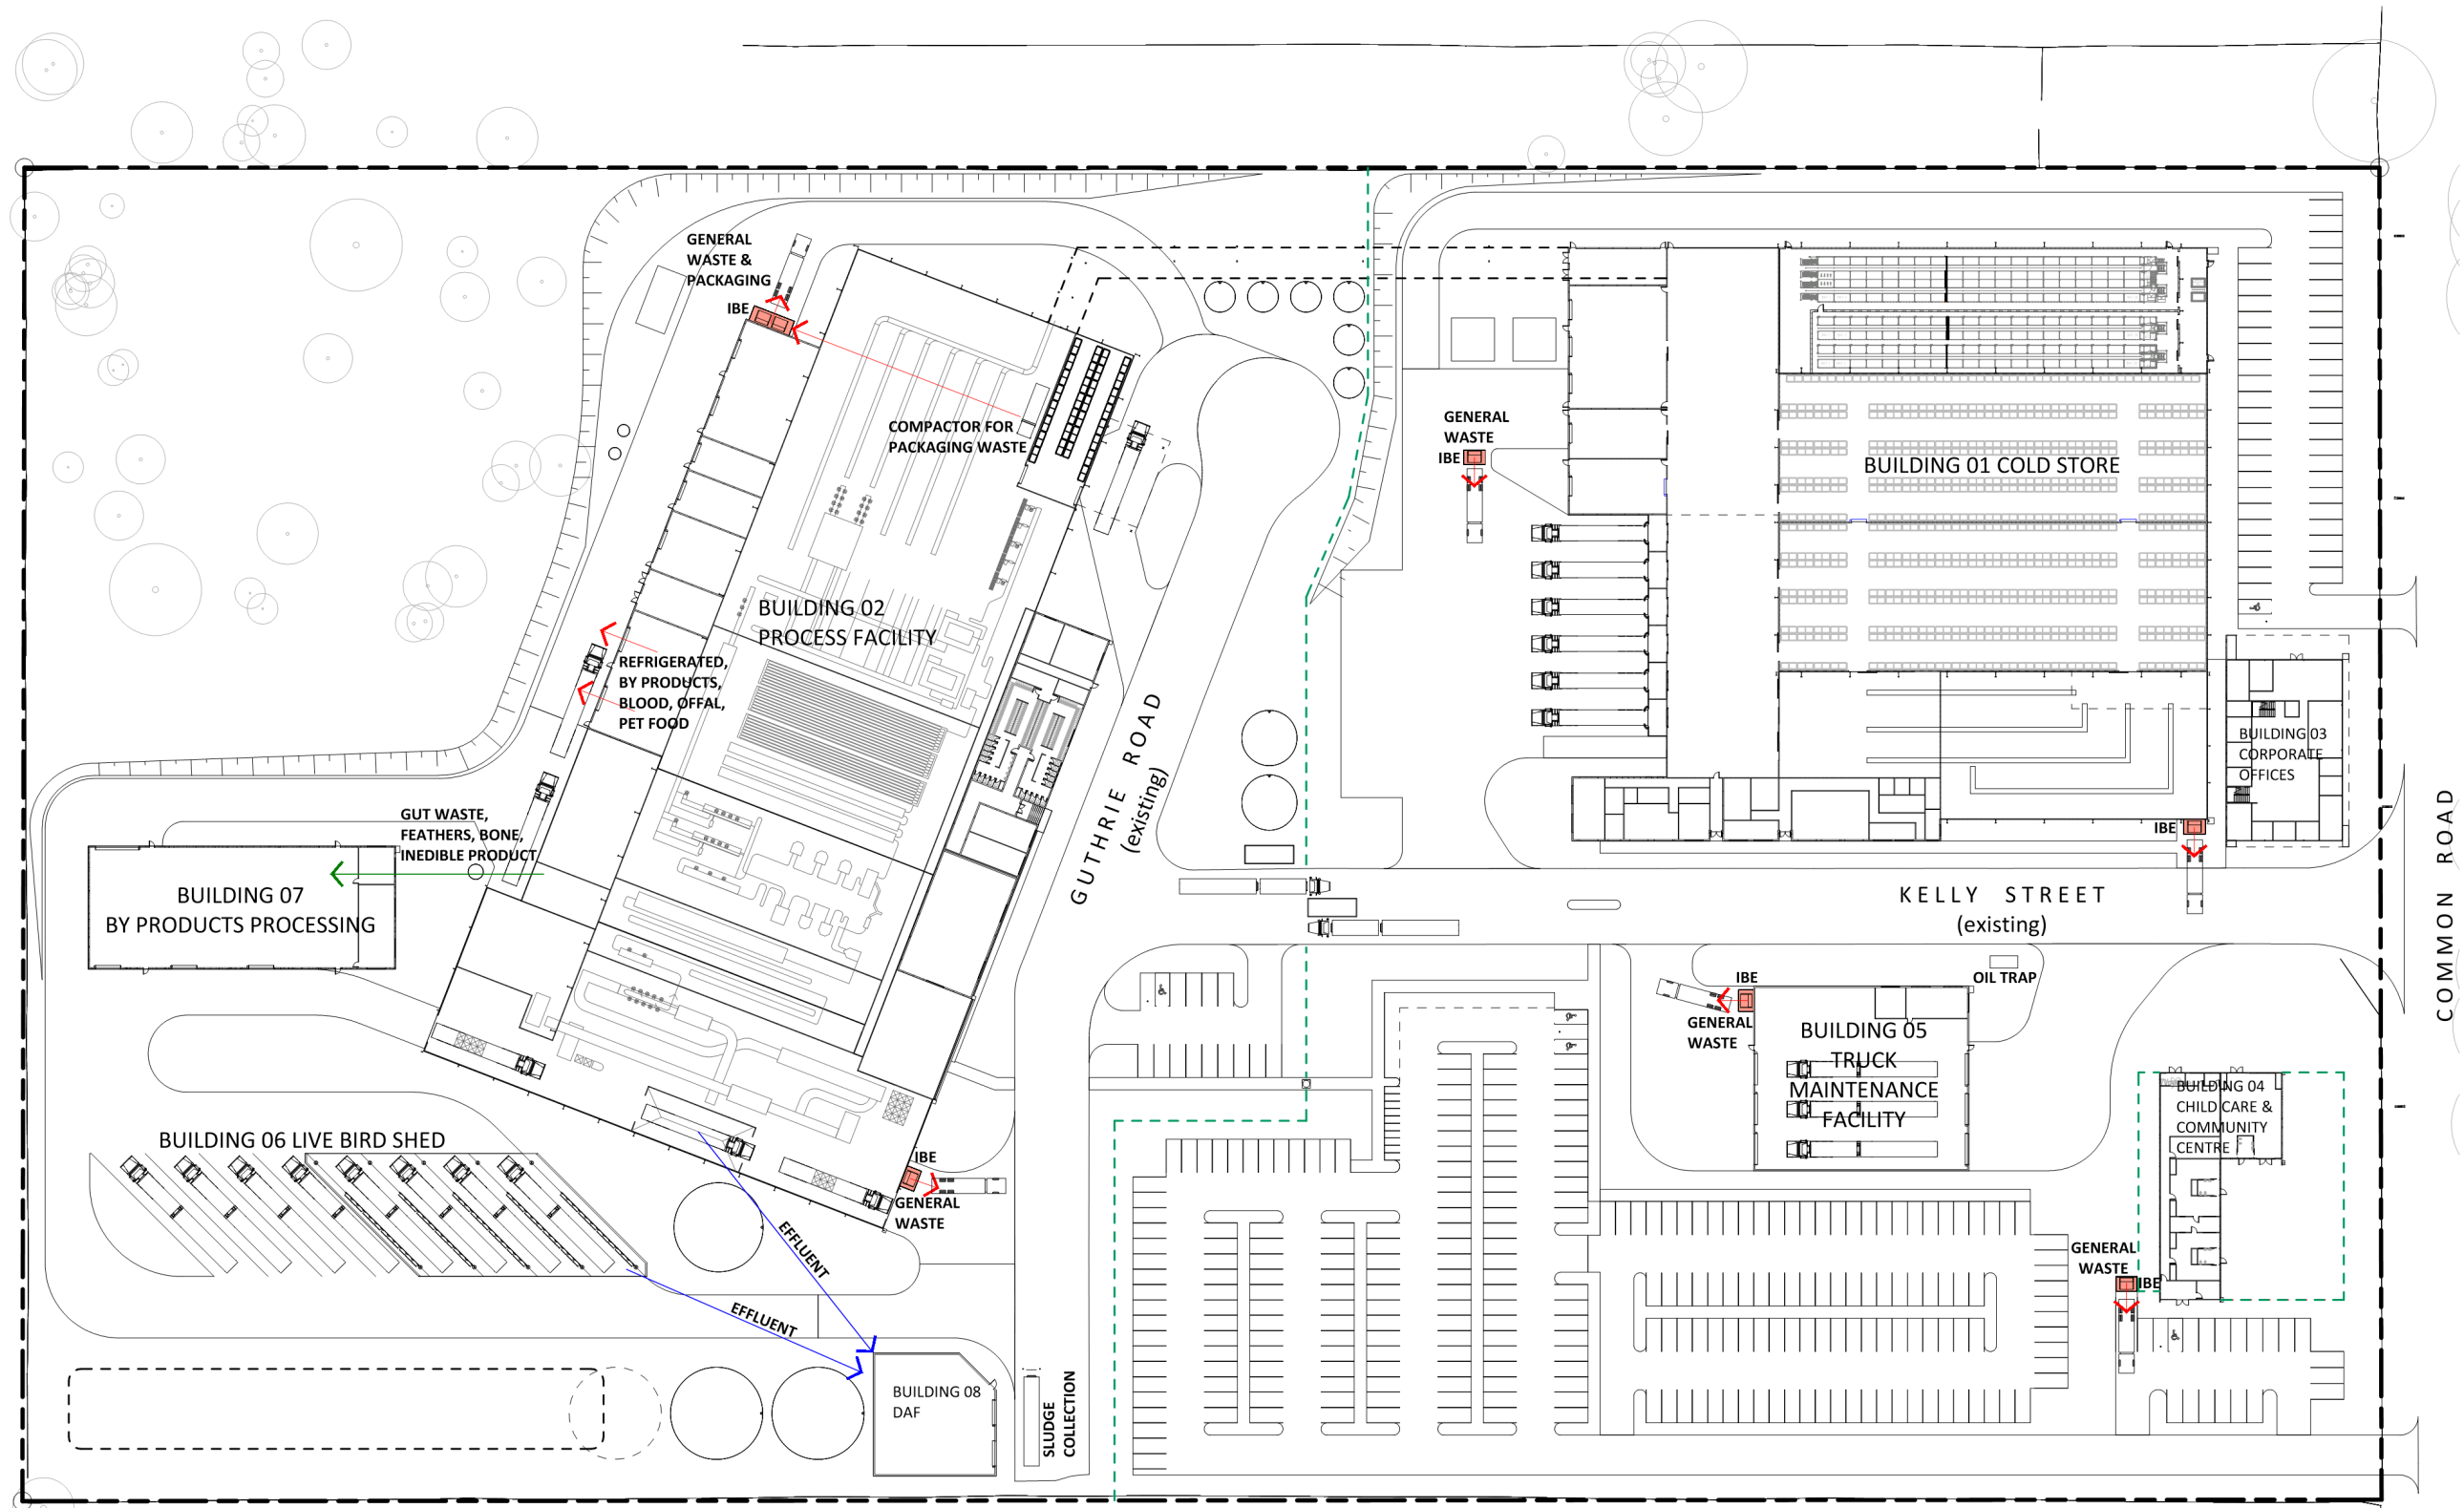 GENERAL
WASTE &
PACKAGING
IBE
COMPACTOR FOR
PACKAGING WASTE
GENERAL
WASTE
IBE
BUILDING 01 COLD STORE
BUILDING 02
PROCESS FACILITY
REFRIGERATED,
BY PRODUCTS,
BLOOD, OFFAL,
PET FOOD
GUTHRIE ROAD
(existing)
BUILDING 03
CORPORATE
OFFICES
IBE
GUT WASTE,
FEATHERS, BONE,
INEDIBLE PRODUCT
BUILDING 07
BY PRODUCTS PROCESSING
KELLY STREET
(existing)
COMMON ROAD
IBE
GENERAL
WASTE
OIL TRAP
BUILDING 05
TRUCK
MAINTENANCE
FACILITY
BUILDING 04
CHILD CARE &
COMMUNITY
CENTRE
BUILDING 06 LIVE BIRD SHED
IBE
GENERAL
WASTE
EFFLUENT
EFFLUENT
GENERAL
WASTE
IBE
BUILDING 08
DAF
SLUDGE
COLLECTION